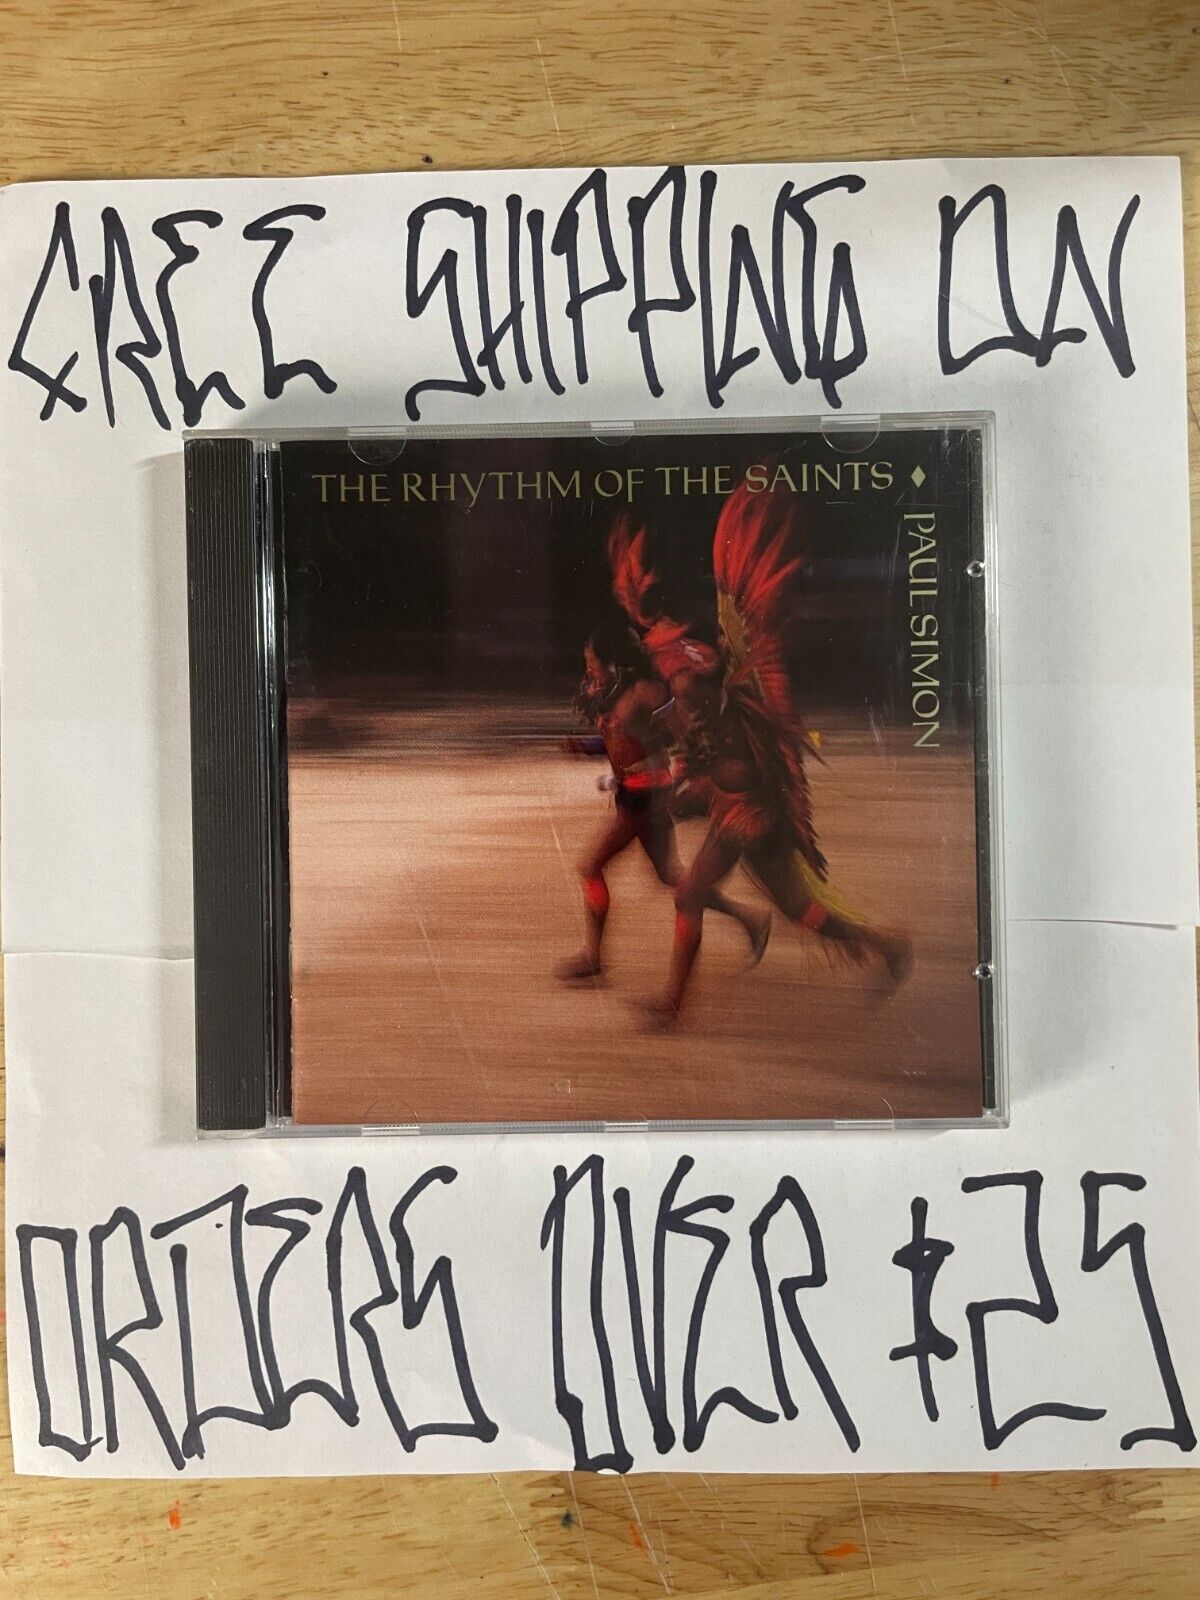 FREE SHIPPING ON
THE RHYTHM OF THE SAINTS ♦
PAUL SIMON
ORDERS OVER $25